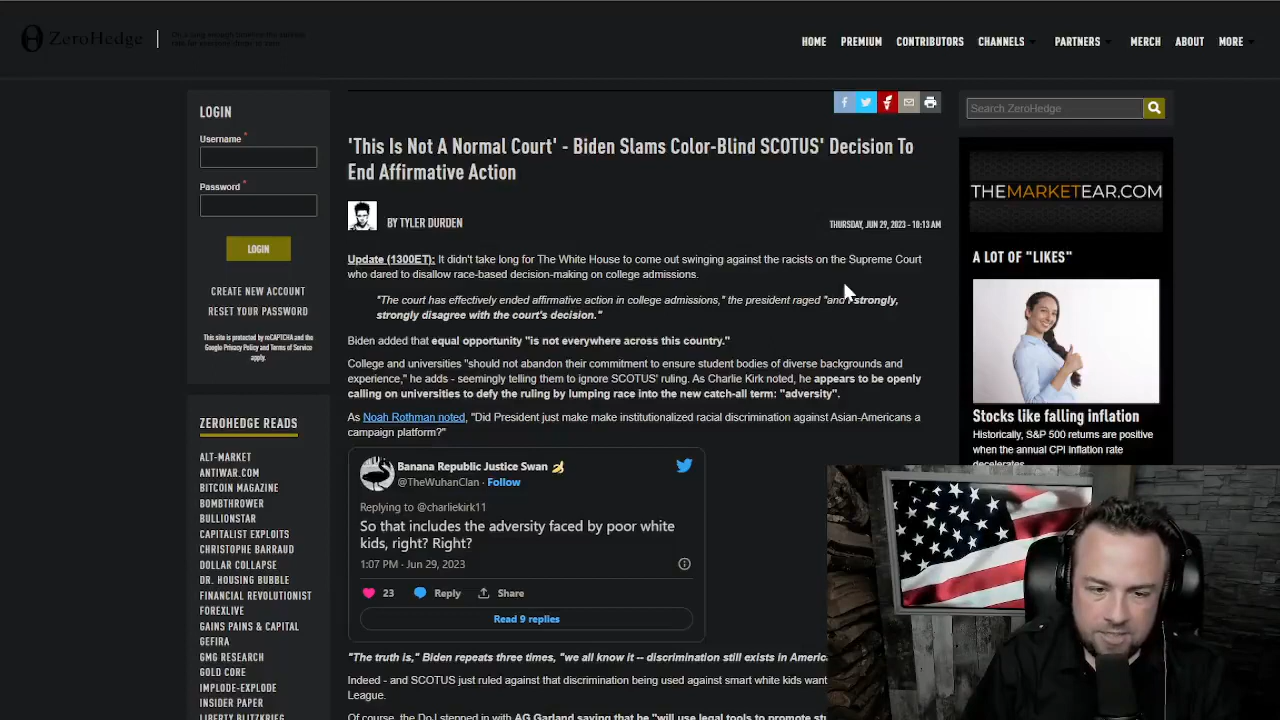 ZeroHedge
HOME
PREMIUM
CONTRIBUTORS
CHANNELS
PARTNERS
MERCH
ABOUT
MORE
LOGIN
Username *
Password *
LOGIN
CREATE NEW ACCOUNT
RESET YOUR PASSWORD
This site is protected by reCAPTCHA and the
Google Privacy Policy and Terms of Service
apply.
ZEROHEDGE READS
ALT-MARKET
ANTIWAR.COM
BITCOIN MAGAZINE
BOMBTHROWER
BULLIONSTAR
CAPITALIST EXPLOITS
CHRISTOPHE BARRAUD
DOLLAR COLLAPSE
DR. HOUSING BUBBLE
FINANCIAL REVOLUTIONIST
FOREXLIVE
GAINS PAINS & CAPITAL
GEFIRA
GMG RESEARCH
GOLD CORE
IMPLODE-EXPLODE
INSIDER PAPER
LIBERTY BLITZKRIEG
'This Is Not A Normal Court' - Biden Slams Color-Blind SCOTUS' Decision To
End Affirmative Action
BY TYLER DURDEN
THURSDAY, JUN 29, 2023 - 10:13 AM
Update (1300ET): It didn't take long for The White House to come out swinging against the racists on the Supreme Court
who dared to disallow race-based decision-making on college admissions.
"The court has effectively ended affirmative action in college admissions," the president raged "and I strongly,
strongly disagree with the court's decision."
Biden added that equal opportunity "is not everywhere across this country."
College and universities "should not abandon their commitment to ensure student bodies of diverse backgrounds and
experience," he adds - seemingly telling them to ignore SCOTUS' ruling. As Charlie Kirk noted, he appears to be openly
calling on universities to defy the ruling by lumping race into the new catch-all term: "adversity".
As Noah Rothman noted, "Did President just make make institutionalized racial discrimination against Asian-Americans a
campaign platform?"
Banana Republic Justice Swan
@TheWuhanClan · Follow
Replying to @charliekirk11
So that includes the adversity faced by poor white
kids, right? Right?
1:07 PM · Jun 29, 2023
23
Reply
Share
Read 9 replies
"The truth is," Biden repeats three times, "we all know it -- discrimination still exists in America
Indeed - and SCOTUS just ruled against that discrimination being used against smart white kids want
League.
Of course, the DoJ stepped in with AG Garland saying that he "will use legal tools to promote
Search ZeroHedge
THEMARKETEAR.COM
A LOT OF "LIKES"
Stocks like falling inflation
Historically, S&P 500 returns are positive
when the annual CPI inflation rate
decelerates